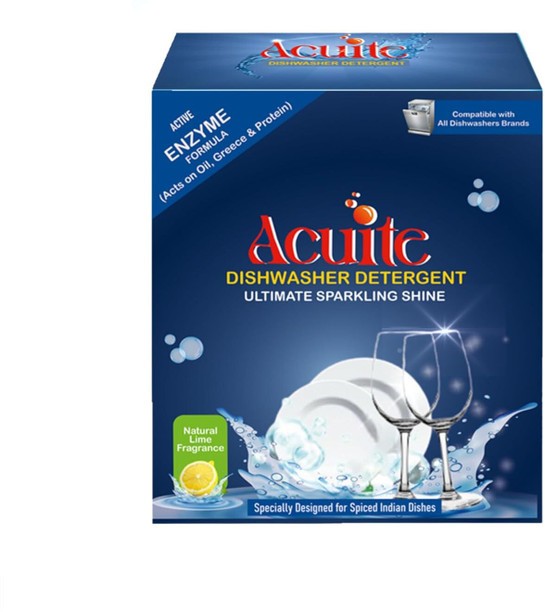 Acuite
DISHWASHER DETERGENT
ACTIVE
ENZYME
FORMULA
(Acts on Oil, Greece & Protein)
Compatible with
All Dishwashers Brands
Acuite
DISHWASHER DETERGENT
ULTIMATE SPARKLING SHINE
Natural
Lime
Fragrance
Specially Designed for Spiced Indian Dishes